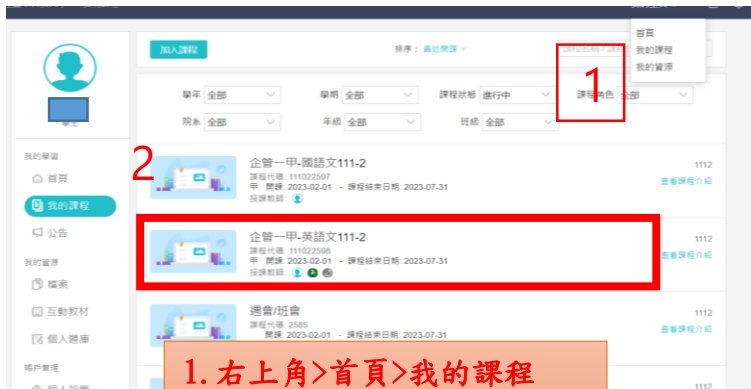 首頁
我的課程
我的資源
加入課程
排序： 最近開課
1
學年 全部
學期 全部
課程狀態 進行中
課程角色 全部
院系 全部
年級 全部
班級 全部
學生
我的學習
首頁
我的課程
公告
我的資源
檔案
互動教材
個人題庫
帳戶管理
2
企管一甲-國語文111-2
1112
課程代碼: 111022597
甲 開課: 2023-02-01 - 課程結束日期: 2023-07-31
查看課程介紹
授課教師:
企管一甲-英語文111-2
1112
課程代碼: 111022598
甲 開課: 2023-02-01 - 課程結束日期: 2023-07-31
查看課程介紹
授課教師:
週會/班會
1112
課程代碼: 2585
開課: 2023-02-01 - 課程結束日期: 2023-07-31
查看課程介紹
1.右上角>首頁>我的課程
1112